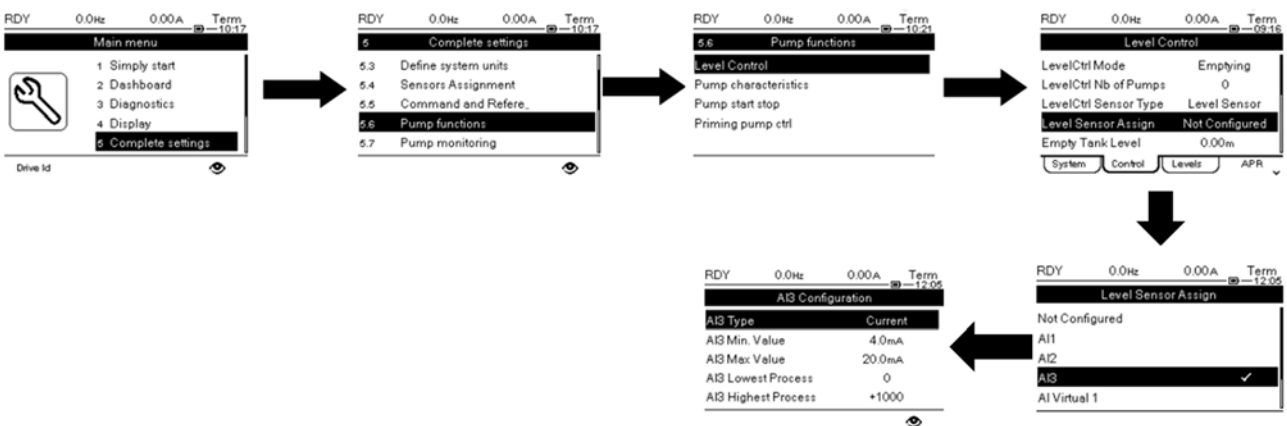 RDY 0.0Hz 0.00A Term
10:17
Main menu
1 Simply start
2 Dashboard
3 Diagnostics
4 Display
5 Complete settings
Drive Id
RDY 0.0Hz 0.00A Term
10:17
5 Complete settings
5.3 Define system units
5.4 Sensors Assignment
5.5 Command and Refere_
5.6 Pump functions
5.7 Pump monitoring
RDY 0.0Hz 0.00A Term
10:21
5.6 Pump functions
Level Control
Pump characteristics
Pump start stop
Priming pump ctrl
RDY 0.0Hz 0.00A Term
09:16
Level Control
LevelCtrl Mode Emptying
LevelCtrl Nb of Pumps 0
LevelCtrl Sensor Type Level Sensor
Level Sensor Assign Not Configured
Empty Tank Level 0.00m
System Control Levels APR
RDY 0.0Hz 0.00A Term
12:05
Level Sensor Assign
Not Configured
AI1
AI2
AI3
AI Virtual 1
RDY 0.0Hz 0.00A Term
12:05
AI3 Configuration
AI3 Type Current
AI3 Min. Value 4.0mA
AI3 Max Value 20.0mA
AI3 Lowest Process 0
AI3 Highest Process +1000